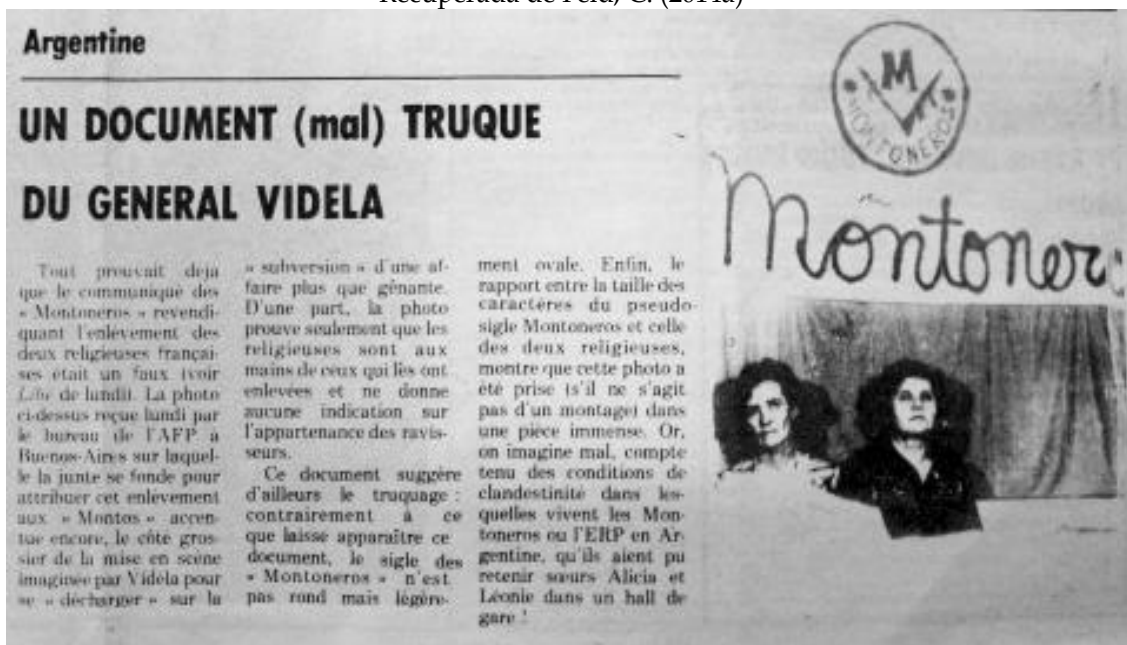 Recuperada de Feld, C. (2014a)
Argentine
UN DOCUMENT (mal) TRUQUE
DU GENERAL VIDELA
Tout prouvait deja
que le communiqué des
« Montoneros » revendi-
quant l'enlèvement des
deux religieuses françai-
ses était un faux (voir
Libé de lundi). La photo
ci-dessus reçue lundi par
le bureau de l'AFP à
Buenos-Aires sur laquel-
le la junte se fonde pour
attribuer cet enlèvement
aux « Montos » accen-
tue encore, le côté gros-
sier de la mise en scène
imaginée par Videla pour
se « décharger » sur la
« subversion » d'une af-
faire plus que gênante.
D'une part, la photo
prouve seulement que les
religieuses sont aux
mains de ceux qui les ont
enlevées et ne donne
aucune indication sur
l'appartenance des ravis-
seurs.
Ce document suggère
d'ailleurs le truquage :
contrairement à ce
que laisse apparaître ce
document, le sigle des
« Montoneros » n'est
pas rond mais légère-
ment ovale. Enfin, le
rapport entre la taille des
caractères du pseudo-
sigle Montoneros et celle
des deux religieuses,
montre que cette photo a
été prise (s'il ne s'agit
pas d'un montage) dans
une pièce immense. Or,
on imagine mal, compte
tenu des conditions de
clandestinité dans les-
quelles vivent les Mon-
toneros ou l'ERP en Ar-
gentine, qu'ils aient pu
retenir sœurs Alicia et
Léonie dans un hall de
gare !
M
MONTONEROS
Montonero